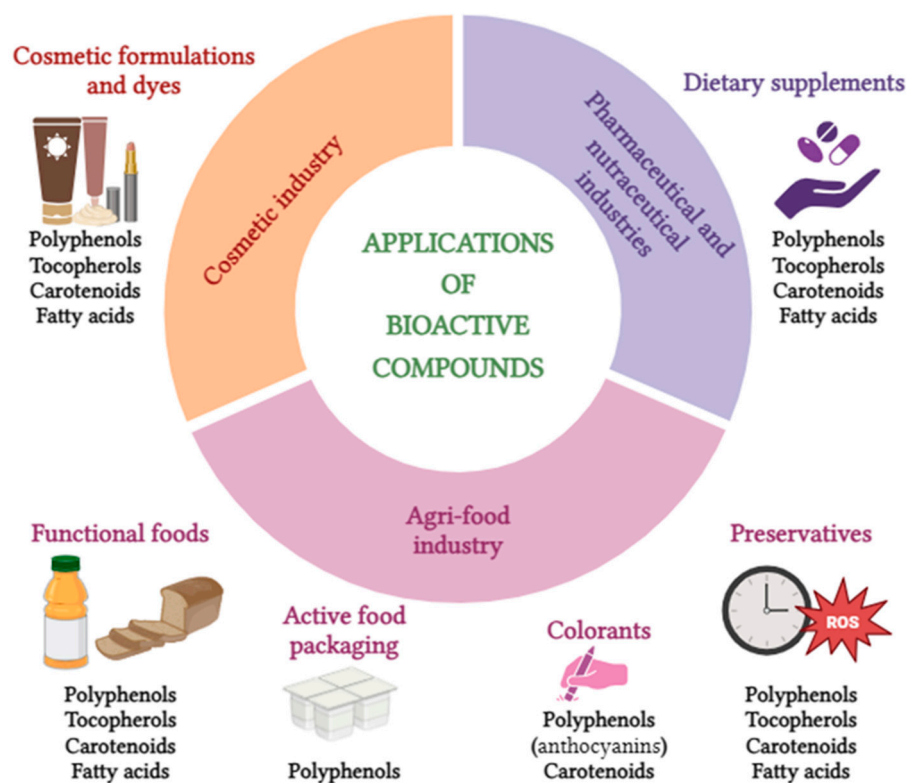 Cosmetic formulations
and dyes
Polyphenols
Tocopherols
Carotenoids
Fatty acids
Cosmetic industry
Pharmaceutical and
nutraceutical
industries
Dietary supplements
Polyphenols
Tocopherols
Carotenoids
Fatty acids
APPLICATIONS
OF
BIOACTIVE
COMPOUNDS
Agri-food
industry
Functional foods
Polyphenols
Tocopherols
Carotenoids
Fatty acids
Active food
packaging
Polyphenols
Colorants
Polyphenols
(anthocyanins)
Carotenoids
Preservatives
ROS
Polyphenols
Tocopherols
Carotenoids
Fatty acids